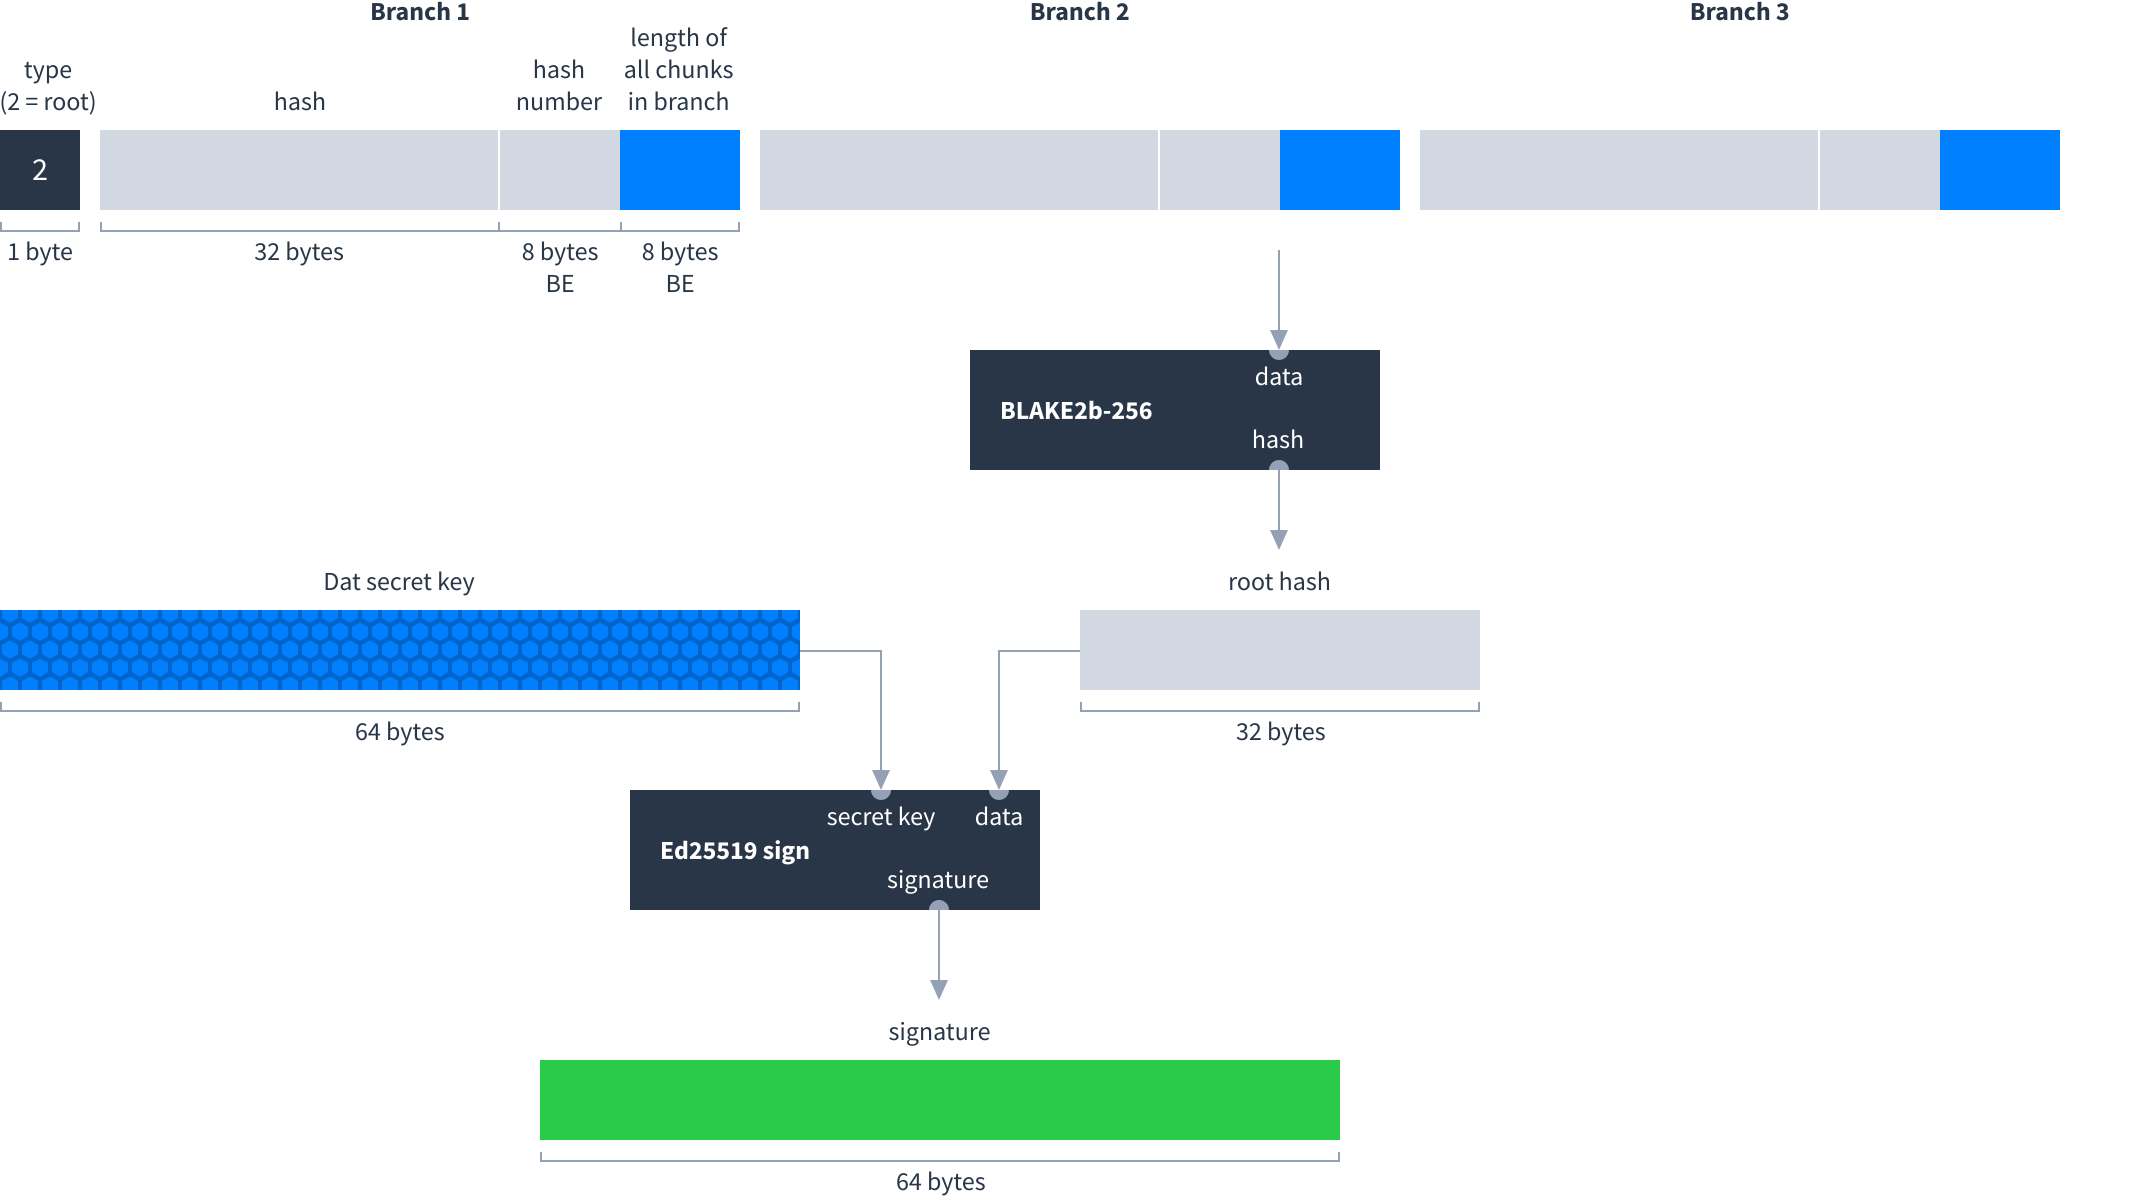 Branch 1
Branch 2
Branch 3
type
(2 = root)
hash
hash
number
length of
all chunks
in branch
2
1 byte
32 bytes
8 bytes
BE
8 bytes
BE
data
BLAKE2b-256
hash
Dat secret key
root hash
64 bytes
32 bytes
secret key
data
Ed25519 sign
signature
signature
64 bytes